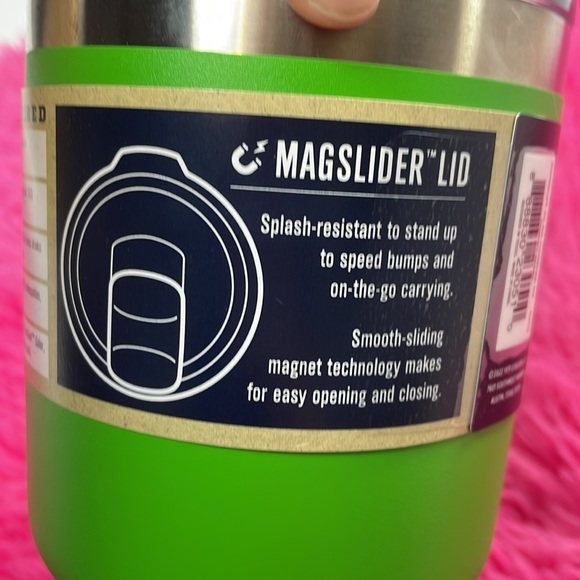 MAGSLIDER™ LID
Splash-resistant to stand up
to speed bumps and
on-the-go carrying.
Smooth-sliding
magnet technology makes
for easy opening and closing.